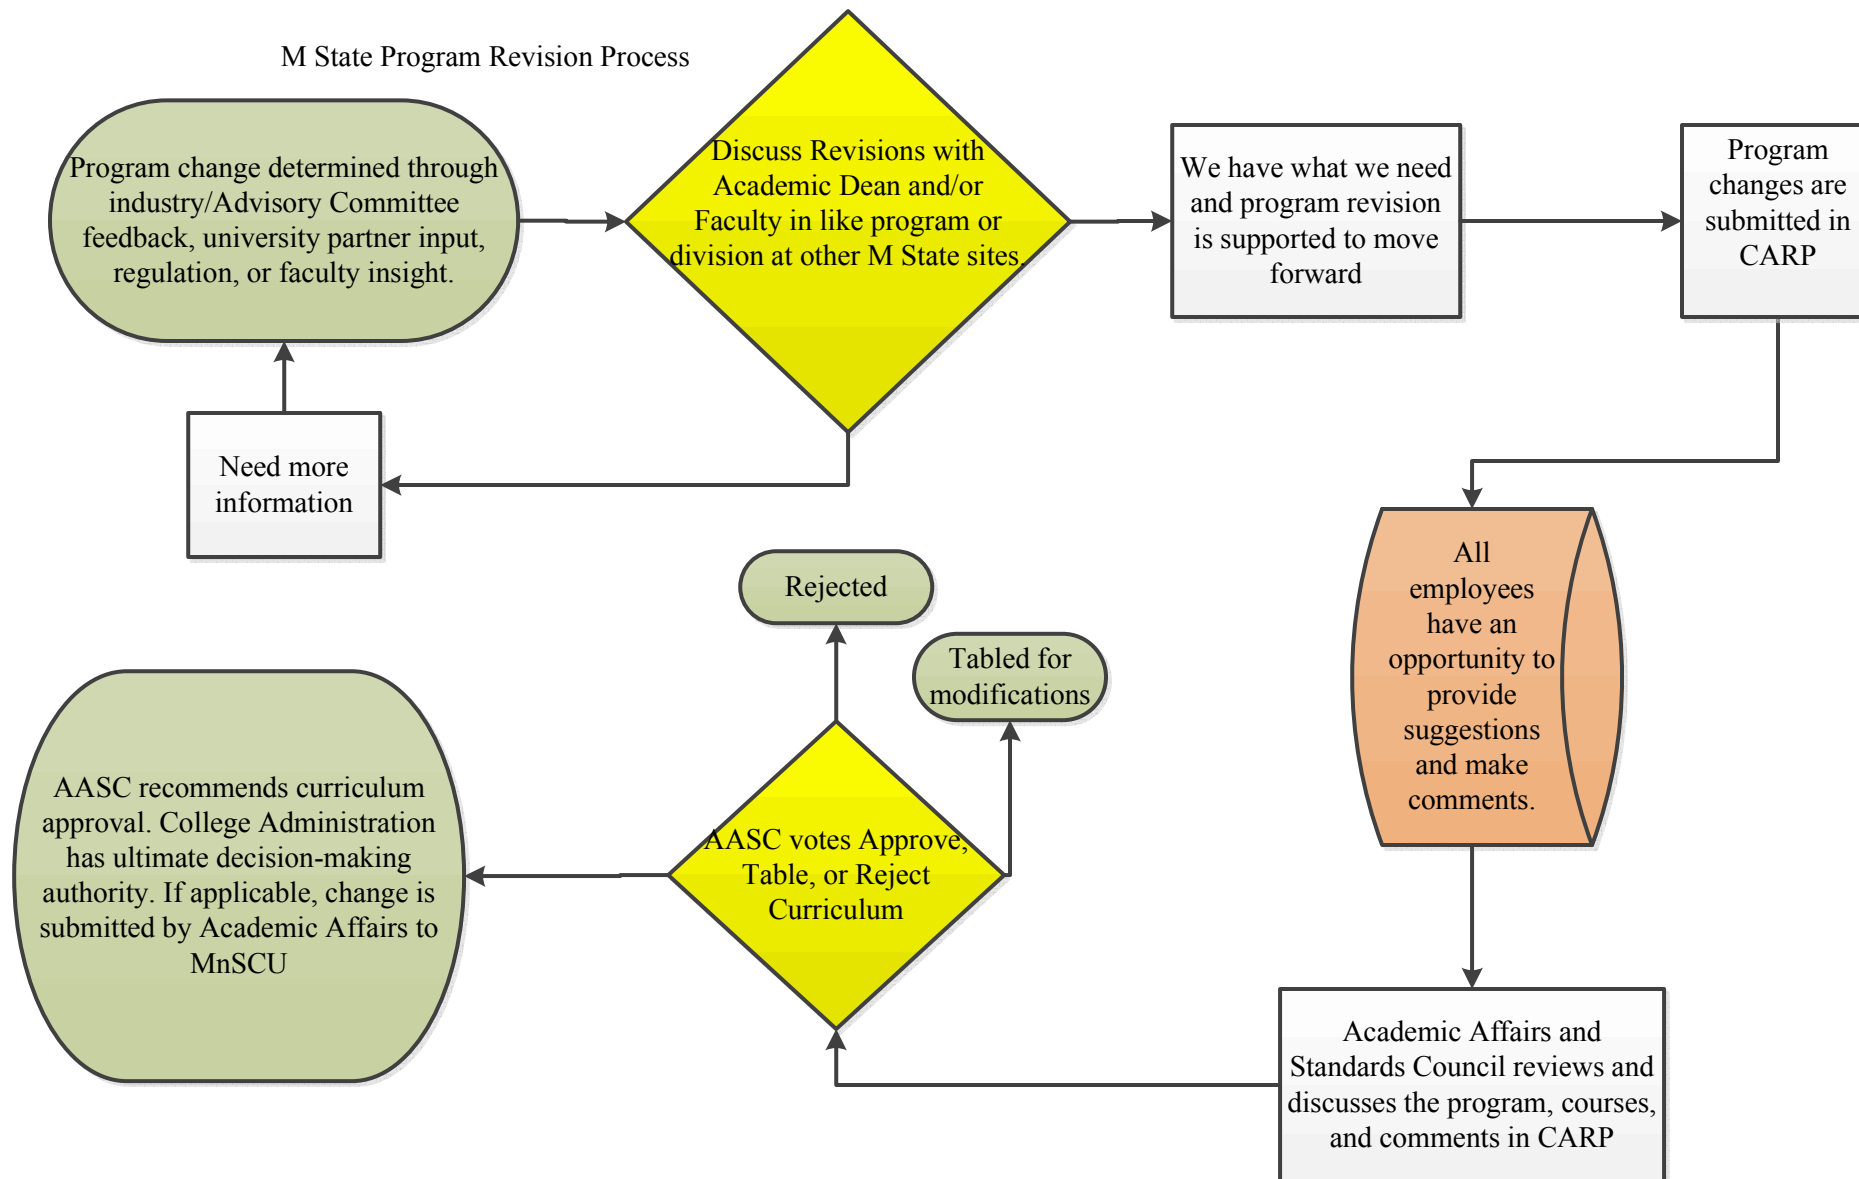 M State Program Revision Process
Program change determined through
industry/Advisory Committee
feedback, university partner input,
regulation, or faculty insight.
Discuss Revisions with
Academic Dean and/or
Faculty in like program or
division at other M State sites.
We have what we need
and program revision
is supported to move
forward
Program
changes are
submitted in
CARP
Need more
information
All
employees
have an
opportunity to
provide
suggestions
and make
comments.
Rejected
Tabled for
modifications
AASC recommends curriculum
approval. College Administration
has ultimate decision-making
authority. If applicable, change is
submitted by Academic Affairs to
MnSCU
AASC votes Approve,
Table, or Reject
Curriculum
Academic Affairs and
Standards Council reviews and
discusses the program, courses,
and comments in CARP